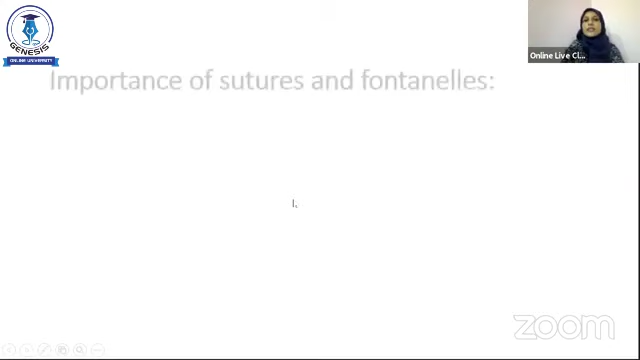 GENESIS
ONLINE UNIVERSITY
Online Live Cl...
Importance of sutures and fontanelles:
zoom